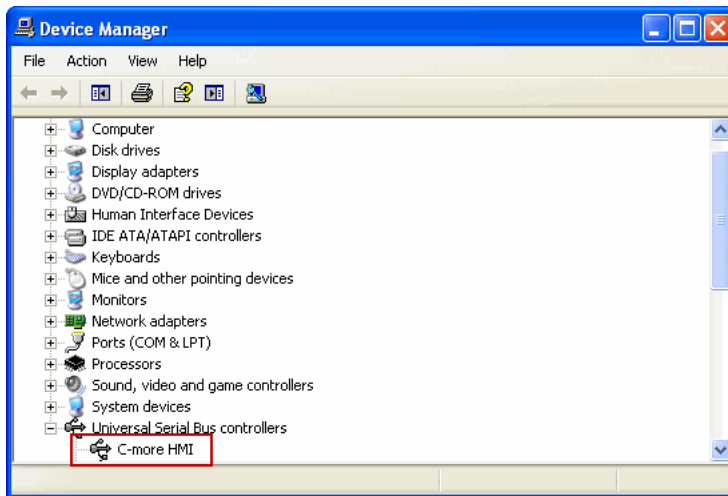 Device Manager
File Action View Help
Computer
Disk drives
Display adapters
DVD/CD-ROM drives
Human Interface Devices
IDE ATA/ATAPI controllers
Keyboards
Mice and other pointing devices
Monitors
Network adapters
Ports (COM & LPT)
Processors
Sound, video and game controllers
System devices
Universal Serial Bus controllers
C-more HMI